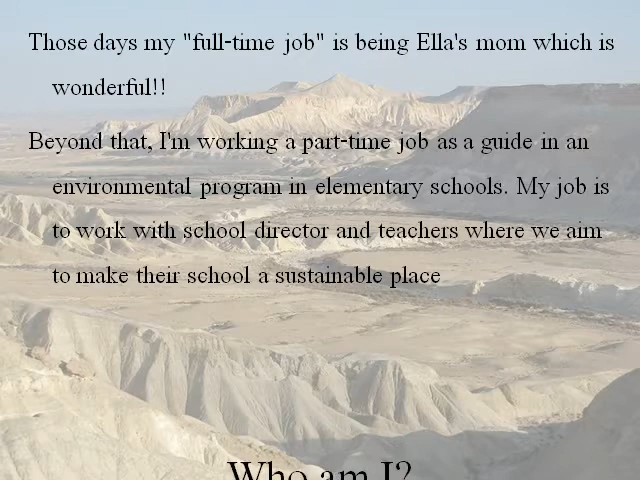 Those days my "full-time job" is being Ella's mom which is
wonderful!!
Beyond that, I'm working a part-time job as a guide in an
environmental program in elementary schools. My job is
to work with school director and teachers where we aim
to make their school a sustainable place
Who am I?